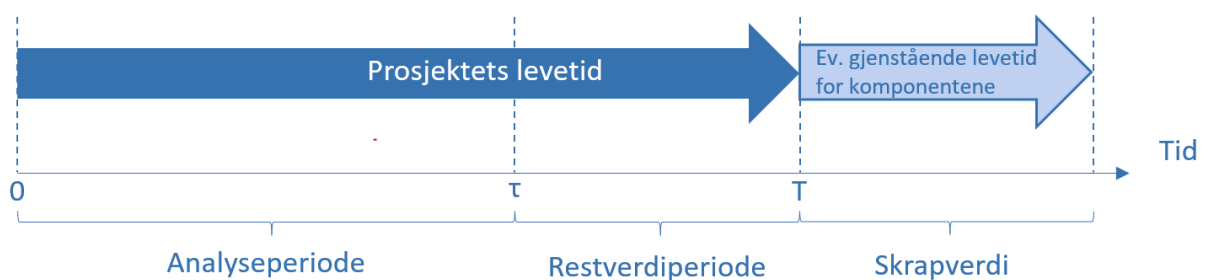 Prosjektets levetid
Ev. gjenstående levetid
for komponentene
Tid
0
τ
T
Analyseperiode
Restverdiperiode
Skrapverdi